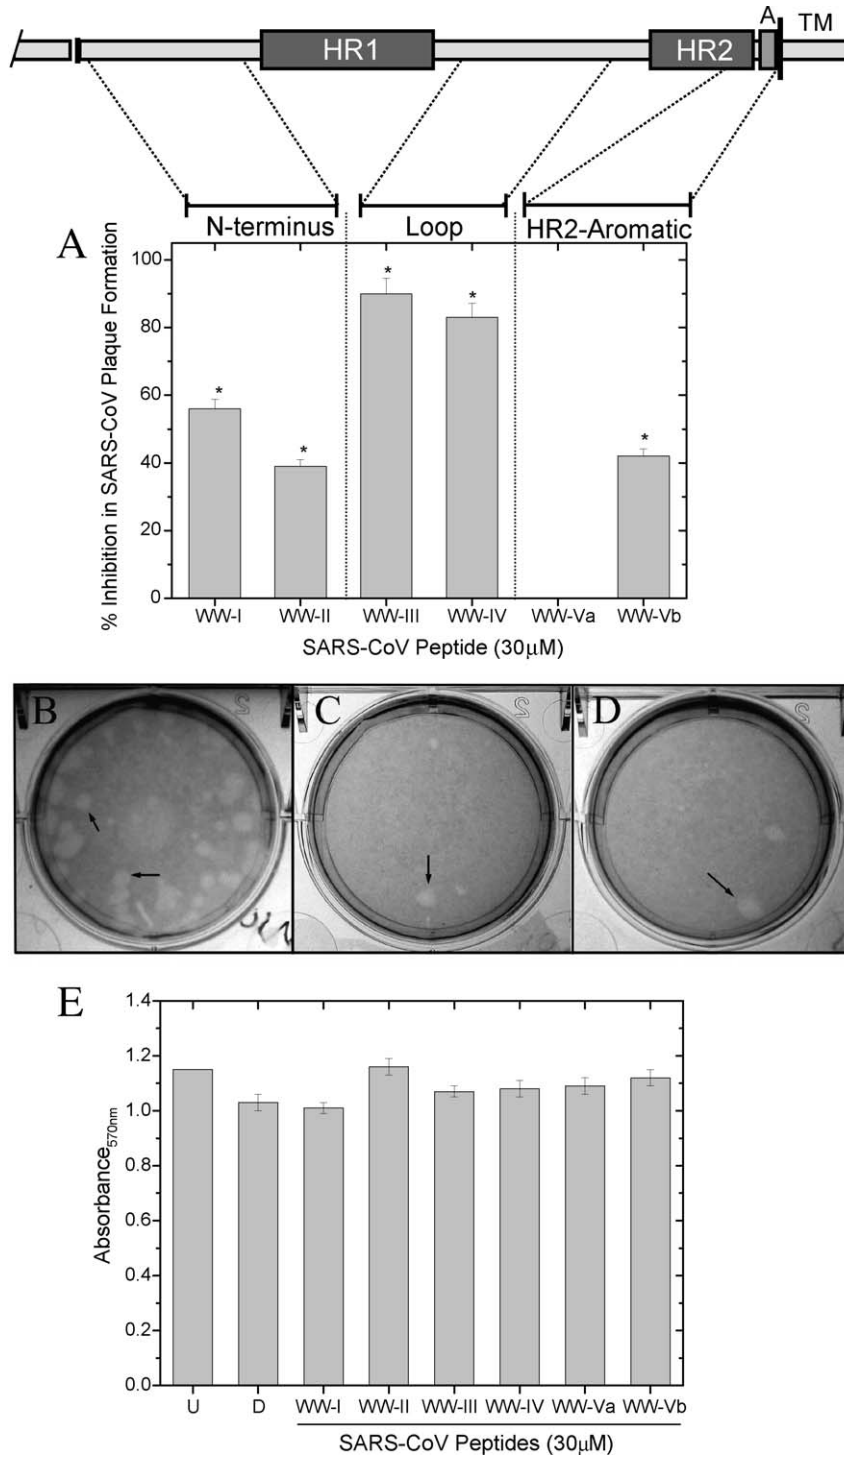 A
TM
HR1
HR2
N-terminus
Loop
HR2-Aromatic
A
% Inhibition in SARS-CoV Plaque Formation
100
80
60
40
20
0
*
*
*
*
*
WW-I
WW-II
WW-III
WW-IV
WW-Va
WW-Vb
SARS-CoV Peptide (30μM)
B
C
D
2
2
2
E
Absorbance570nm
1.4
1.2
1.0
0.8
0.6
0.4
0.2
0.0
U
D
WW-I
WW-II
WW-III
WW-IV
WW-Va
WW-Vb
SARS-CoV Peptides (30μM)